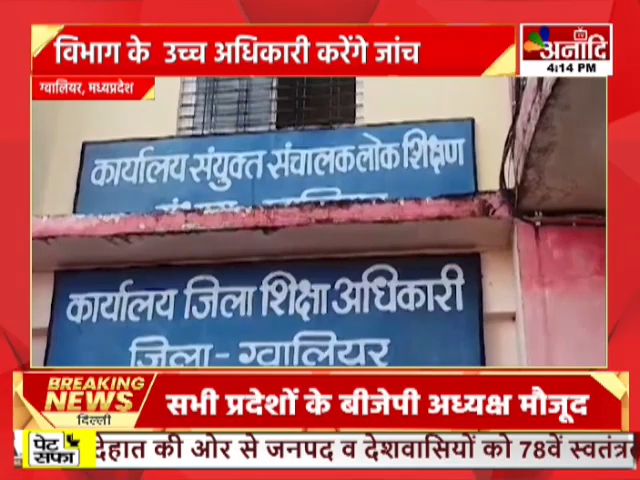 विभाग के उच्च अधिकारी करेंगे जांच
अनादि TV
4:14 PM
ग्वालियर, मध्यप्रदेश
कार्यालय संयुक्त संचालक लोक शिक्षण
कार्यालय जिला शिक्षा अधिकारी
जिला - ग्वालियर
BREAKING NEWS
दिल्ली
सभी प्रदेशों के बीजेपी अध्यक्ष मौजूद
पेट सफा
देहात की ओर से जनपद व देशवासियों को 78वें स्वतंत्र